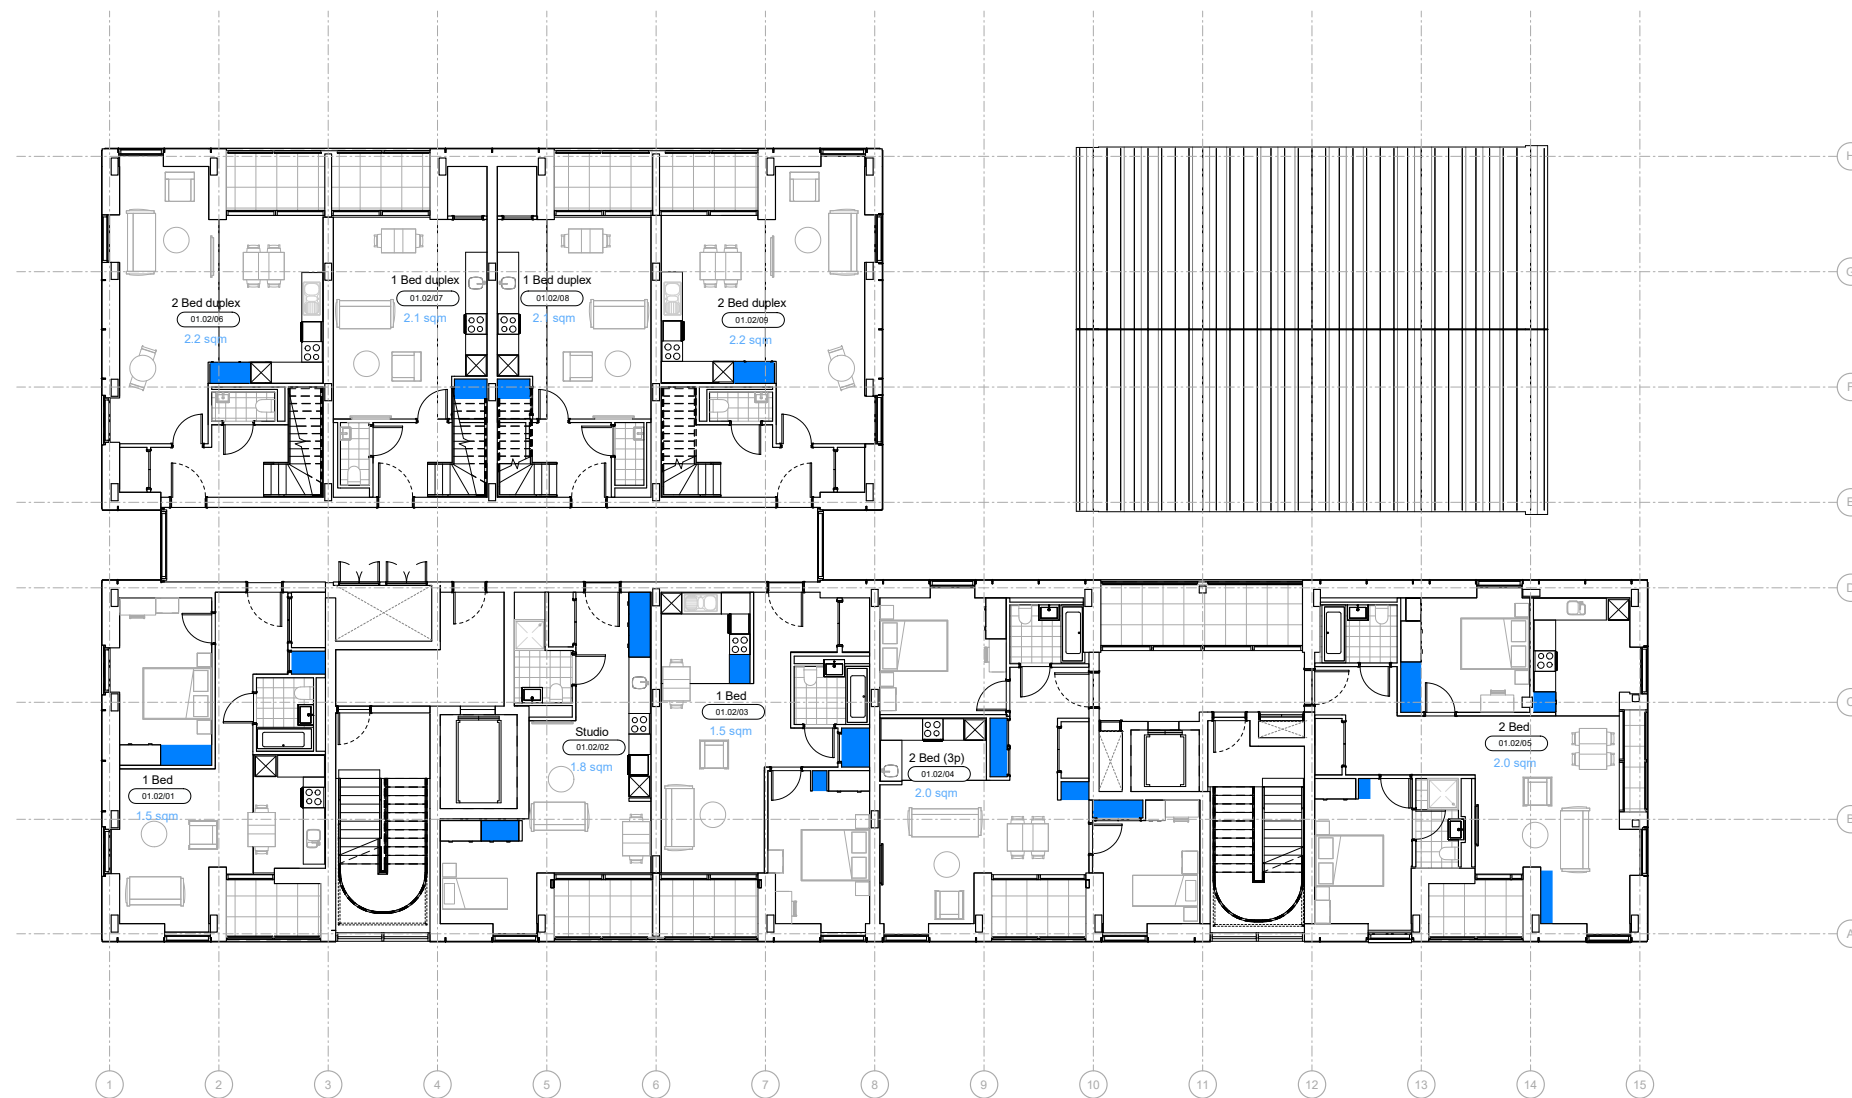 H
G
1 Bed duplex
01.02/07
2.1 sqm
1 Bed duplex
01.02/08
2.1 sqm
2 Bed duplex
01.02/06
2.2 sqm
2 Bed duplex
01.02/09
2.2 sqm
F
E
D
C
1 Bed
01.02/03
1.5 sqm
Studio
01.02/02
1.8 sqm
2 Bed
01.02/05
2.0 sqm
2 Bed (3p)
01.02/04
2.0 sqm
1 Bed
01.02/01
1.5 sqm
B
A
1 2 3 4 5 6 7 8 9 10 11 12 13 14 15